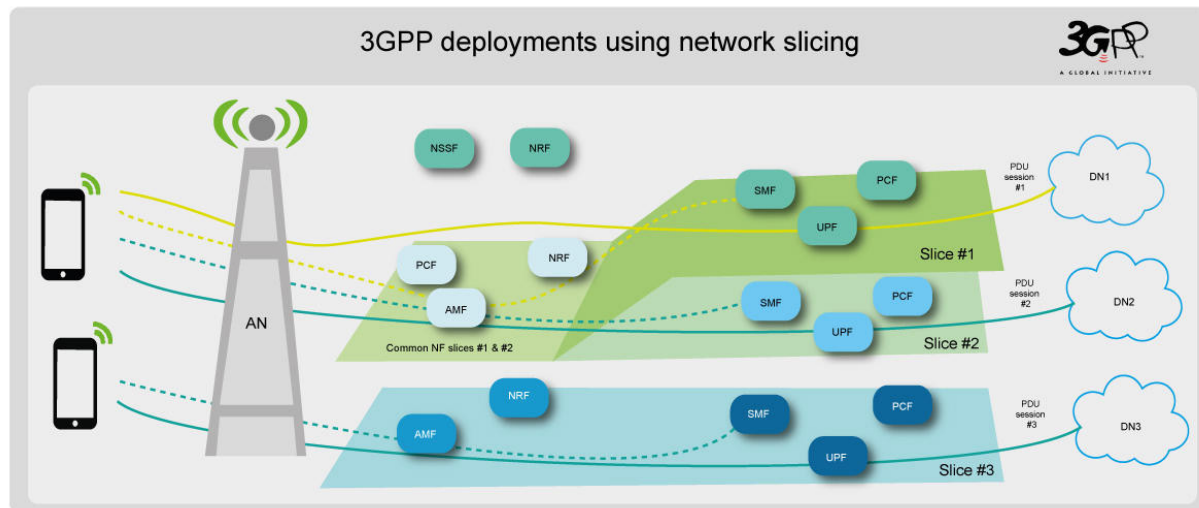 3GPP deployments using network slicing
3GPP™
A GLOBAL INITIATIVE
NSSF
NRF
SMF
PCF
UPF
Slice #1
PDU
session
#1
DN1
AN
PCF
NRF
AMF
Common NF slices #1 & #2
SMF
PCF
UPF
Slice #2
PDU
session
#2
DN2
NRF
AMF
SMF
PCF
UPF
Slice #3
PDU
session
#3
DN3